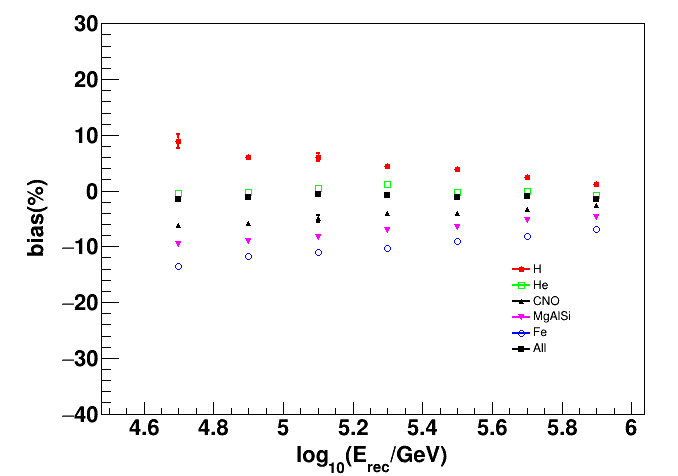 30
20
10
0
−10
−20
−30
−40
bias(%)
H
He
CNO
MgAlSi
Fe
All
4.6 4.8 5 5.2 5.4 5.6 5.8 6
log10(Erec/GeV)